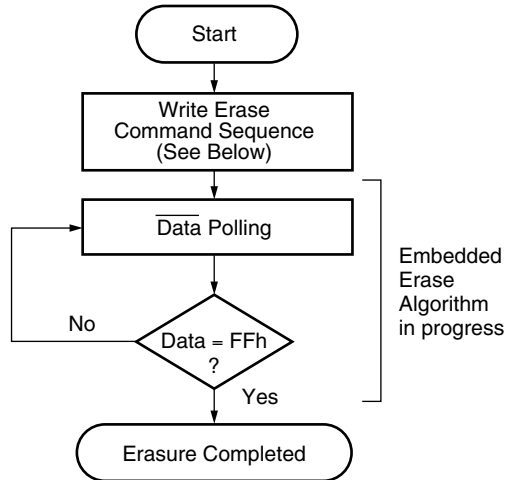 Start
Write Erase
Command Sequence
(See Below)
Data Polling
Embedded
Erase
Algorithm
in progress
No
Data = FFh
?
Yes
Erasure Completed